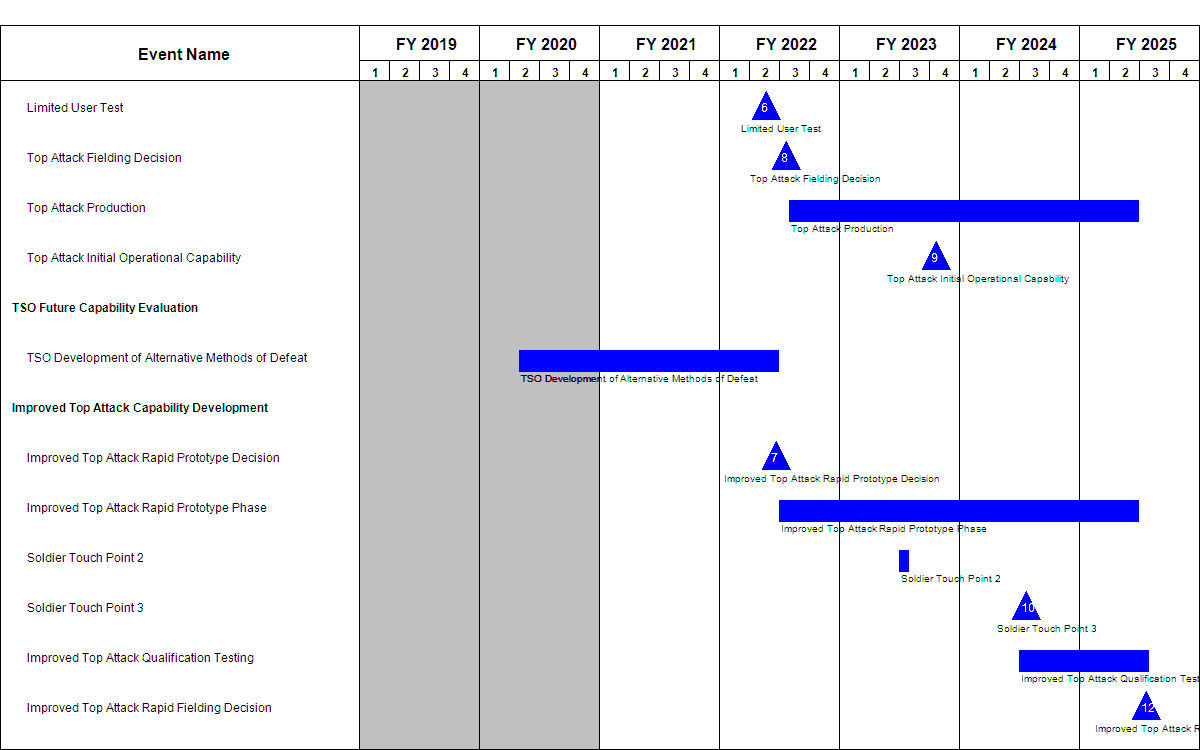 Event Name FY 2019 FY 2020 FY 2021 FY 2022 FY 2023 FY 2024 FY 2025
1 2 3 4 1 2 3 4 1 2 3 4 1 2 3 4 1 2 3 4 1 2 3 4 1 2 3 4
Limited User Test 6
Limited User Test
Top Attack Fielding Decision 8
Top Attack Fielding Decision
Top Attack Production
Top Attack Production
Top Attack Initial Operational Capability 9
Top Attack Initial Operational Capability
TSO Future Capability Evaluation
TSO Development of Alternative Methods of Defeat
TSO Development of Alternative Methods of Defeat
Improved Top Attack Capability Development
Improved Top Attack Rapid Prototype Decision 7
Improved Top Attack Rapid Prototype Decision
Improved Top Attack Rapid Prototype Phase
Improved Top Attack Rapid Prototype Phase
Soldier Touch Point 2
Soldier Touch Point 2
Soldier Touch Point 3 10
Soldier Touch Point 3
Improved Top Attack Qualification Testing
Improved Top Attack Qualification Test
Improved Top Attack Rapid Fielding Decision 12
Improved Top Attack R